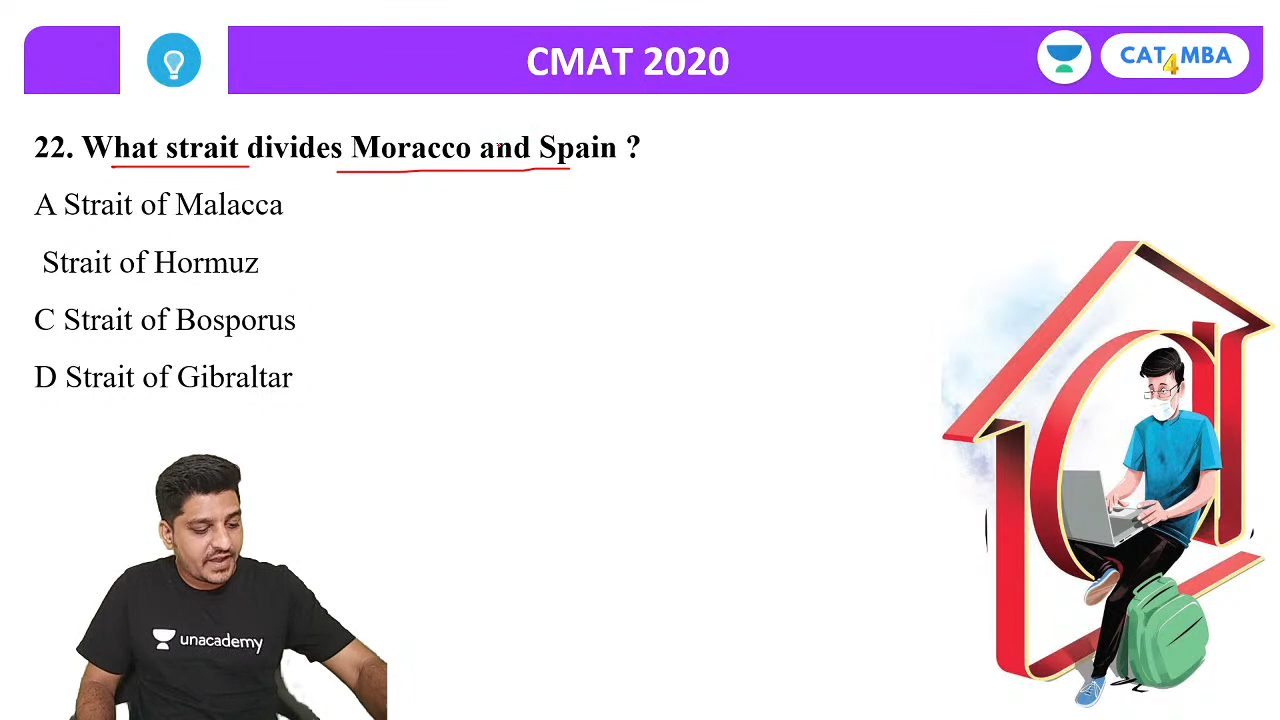 CMAT 2020
CAT4MBA
22. What strait divides Moracco and Spain ?
A Strait of Malacca
Strait of Hormuz
C Strait of Bosporus
D Strait of Gibraltar
unacademy